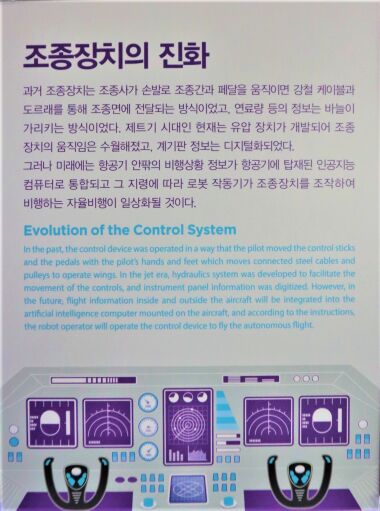 조종장치의 진화
과거 조종장치는 조종사가 손발로 조종간과 페달을 움직이면 강철 케이블과
도르래를 통해 조종면에 전달되는 방식이었고, 연료량 등의 정보는 바늘이
가리키는 방식이었다. 제트기 시대인 현재는 유압 장치가 개발되어 조종
장치의 움직임은 수월해졌고, 계기판 정보는 디지털화되었다.
그러나 미래에는 항공기 안팎의 비행상황 정보가 항공기에 탑재된 인공지능
컴퓨터로 통합되고 그 지령에 따라 로봇 작동기가 조종장치를 조작하여
비행하는 자율비행이 일상화될 것이다.
Evolution of the Control System
In the past, the control device was operated in a way that the pilot moved the control sticks
and the pedals with the pilot's hands and feet which moves connected steel cables and
pulleys to operate wings. In the jet era, hydraulics system was developed to facilitate the
movement of the controls, and instrument panel information was digitized. However, in
the future, flight information inside and outside the aircraft will be integrated into the
artificial intelligence computer mounted on the aircraft, and according to the instructions,
the robot operator will operate the control device to fly the autonomous flight.